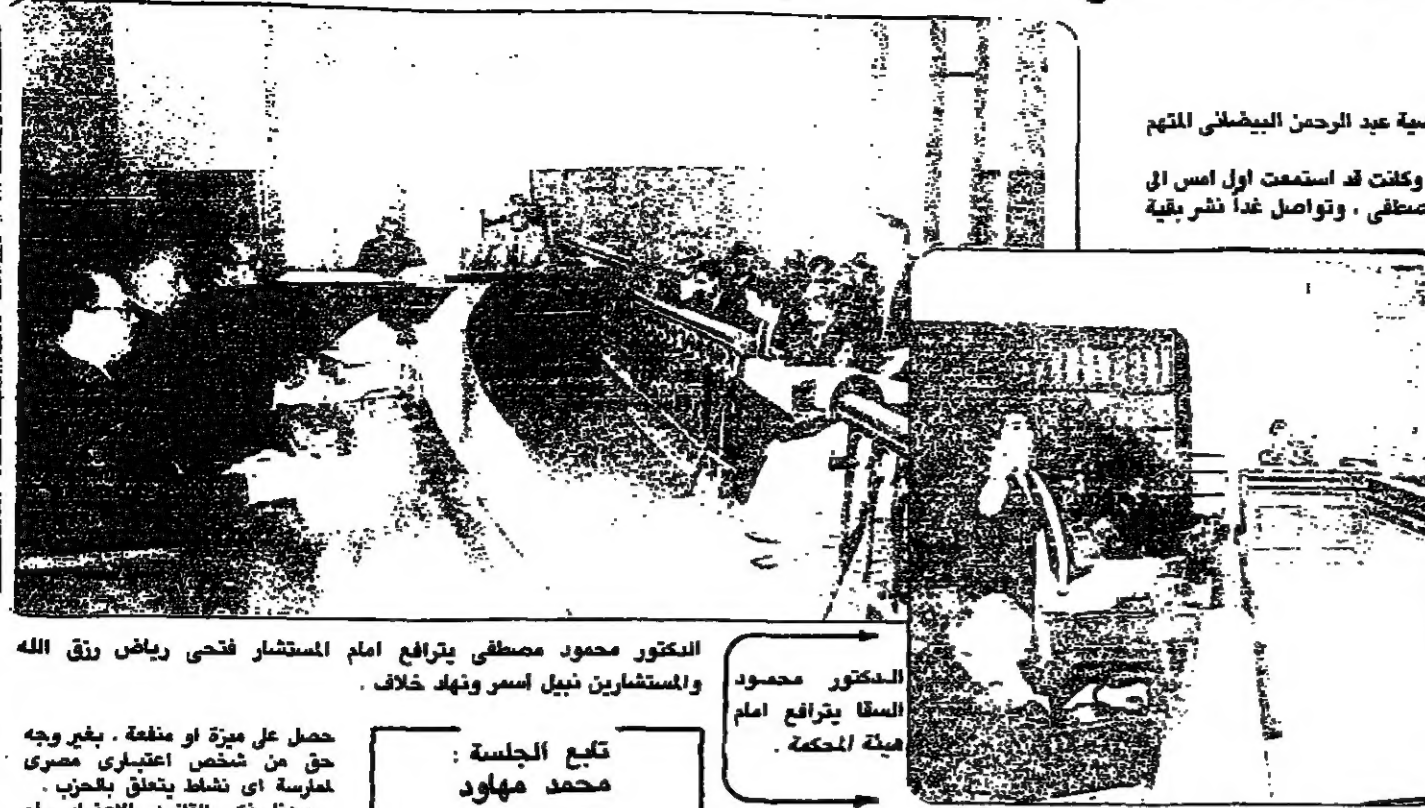 سية عبد الرحمن البيضانى المتهم
وكانت قد استمعت اول امس الى
صطفى ، وتواصل غداً نشر بقية
الدكتور محمود مصطفى يترافع امام المستشار فتحى رياض رزق الله
والمستشارين نبيل أسمر ونهاد خلاف .
الدكتور محمود
السقا يترافع امام
هيئة المحكمة .
تابع الجلسة :
محمد مهاود
حصل على ميزة او منفعة ، بغير وجه
حق من شخص اعتبارى مصرى
لممارسة اى نشاط يتعلق بالحزب .